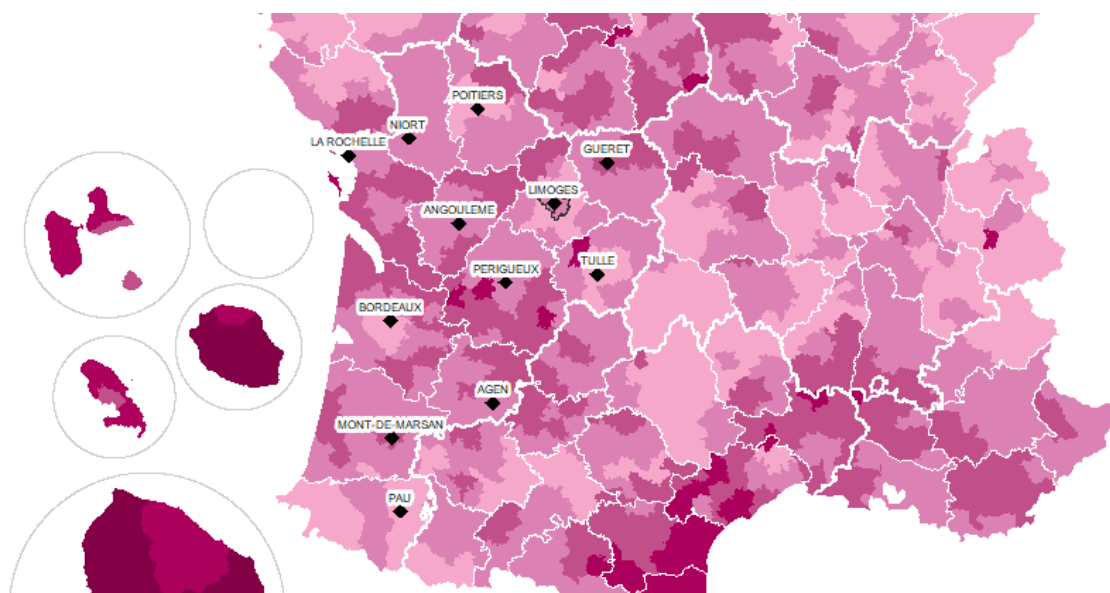 POITIERS
NIORT
LA ROCHELLE
GUERET
LIMOGES
ANGOULEME
PERIGUEUX
TULLE
BORDEAUX
AGEN
MONT-DE-MARSAN
PAU